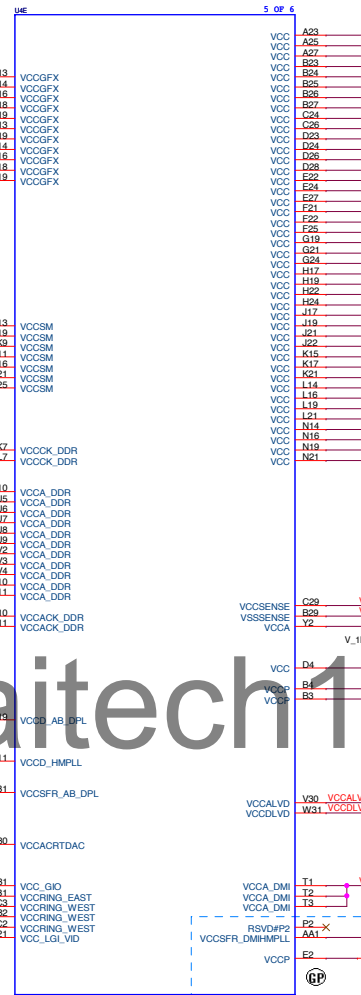 U4E
5 OF 6
VCCGFX
VCCGFX
VCCGFX
VCCGFX
VCCGFX
VCCGFX
VCCGFX
VCCGFX
VCCGFX
VCCGFX
VCCGFX
VCCSM
VCCSM
VCCSM
VCCSM
VCCSM
VCCSM
VCCSM
VCCCK_DDR
VCCCK_DDR
VCCA_DDR
VCCA_DDR
VCCA_DDR
VCCA_DDR
VCCA_DDR
VCCA_DDR
VCCA_DDR
VCCA_DDR
VCCA_DDR
VCCA_DDR
VCCA_DDR
VCCACK_DDR
VCCACK_DDR
VCCD_AB_DPL
VCCD_HMPLL
VCCSFR_AB_DPL
VCCACRTDAC
VCC_GIO
VCCRING_EAST
VCCRING_WEST
VCCRING_WEST
VCCRING_WEST
VCC_LGI_VID
VCC A23
VCC A25
VCC A27
VCC B23
VCC B24
VCC B25
VCC B26
VCC B27
VCC C24
VCC C26
VCC D23
VCC D24
VCC D26
VCC D28
VCC E22
VCC E24
VCC E27
VCC F21
VCC F22
VCC F25
VCC G19
VCC G21
VCC G24
VCC H17
VCC H19
VCC H22
VCC H24
VCC J17
VCC J19
VCC J21
VCC J22
VCC K15
VCC K17
VCC K21
VCC L14
VCC L16
VCC L19
VCC L21
VCC N14
VCC N16
VCC N19
VCC N21
VCCSENSE C29
VSSSENSE B29
VCCA Y2
VCC D4
VCCP B4
VCCP B3
aitech1
VCCALVD V30
VCCDLVD W31
VCCA_DMI T1
VCCA_DMI T2
VCCA_DMI T3
RSVD#P2 P2
VCCSFR_DMIHMPLL AA1
VCCP E2
GP